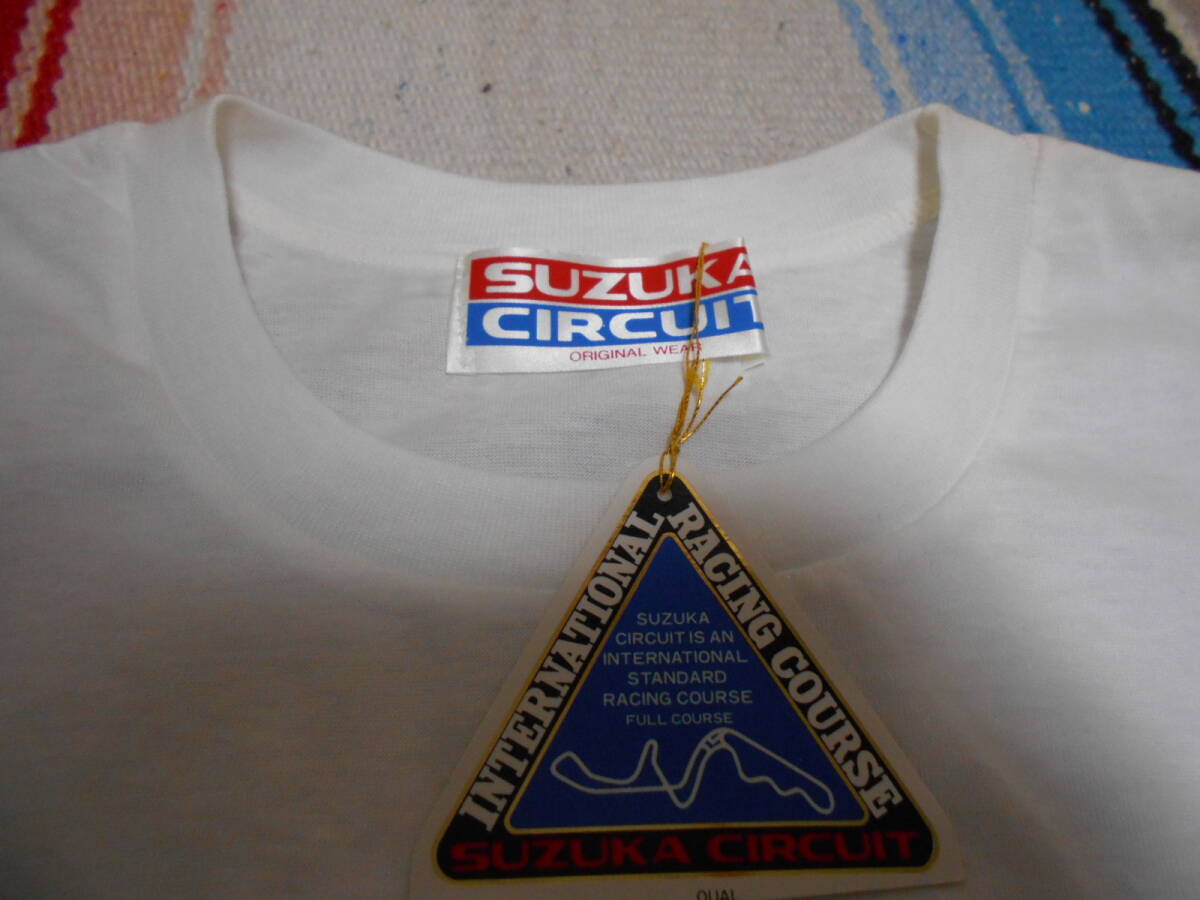 SUZUKA
CIRCUIT
ORIGINAL WEAR
INTERNATIONAL
RACING COURSE
SUZUKA
CIRCUIT IS AN
INTERNATIONAL
STANDARD
RACING COURSE
FULL COURSE
SUZUKA CIRCUIT